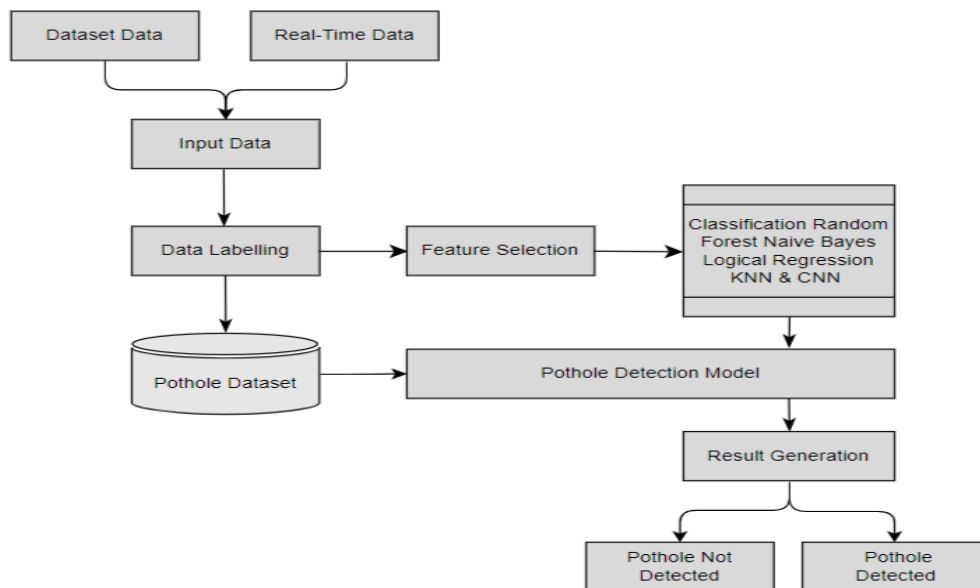 Dataset Data
Real-Time Data
Input Data
Data Labelling
Feature Selection
Classification Random
Forest Naive Bayes
Logical Regression
KNN & CNN
Pothole Dataset
Pothole Detection Model
Result Generation
Pothole Not
Detected
Pothole
Detected